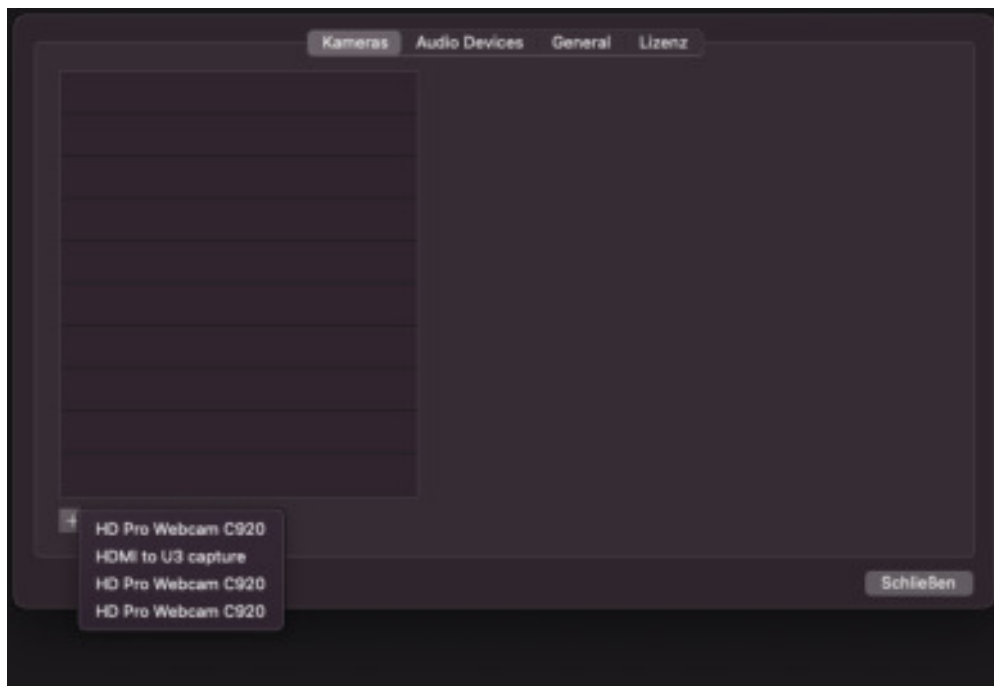 Kameras Audio Devices General Lizenz
+
HD Pro Webcam C920
HDMI to U3 capture
HD Pro Webcam C920
HD Pro Webcam C920
Schließen